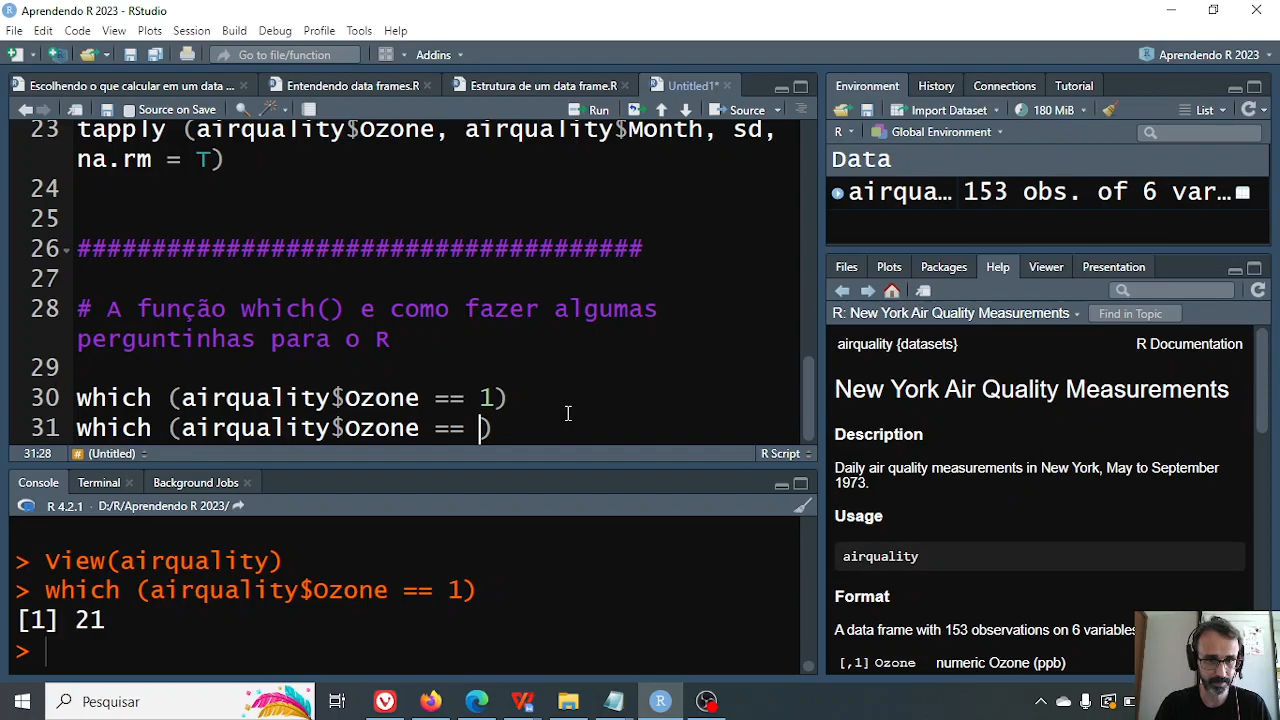 Aprendendo R 2023 - RStudio
File Edit Code View Plots Session Build Debug Profile Tools Help
Go to file/function Addins Aprendendo R 2023
Escolhendo o que calcular em um data ... Entendendo data frames.R Estrutura de um data frame.R Untitled1*
Source on Save Run Source
23 tapply (airquality$Ozone, airquality$Month, sd,
na.rm = T)
24
25
26 ######################################
27
28 # A função which() e como fazer algumas
perguntinhas para o R
29
30 which (airquality$Ozone == 1)
31 which (airquality$Ozone == )
31:28 # (Untitled) R Script
Console Terminal Background Jobs
R 4.2.1 · D:/R/Aprendendo R 2023/
> View(airquality)
> which (airquality$Ozone == 1)
[1] 21
>
Environment History Connections Tutorial
Import Dataset 180 MiB List
R Global Environment
Data
airqua... 153 obs. of 6 var...
Files Plots Packages Help Viewer Presentation
R: New York Air Quality Measurements Find in Topic
airquality {datasets} R Documentation
New York Air Quality Measurements
Description
Daily air quality measurements in New York, May to September
1973.
Usage
airquality
Format
A data frame with 153 observations on 6 variables
[,1] Ozone numeric Ozone (ppb)
Pesquisar